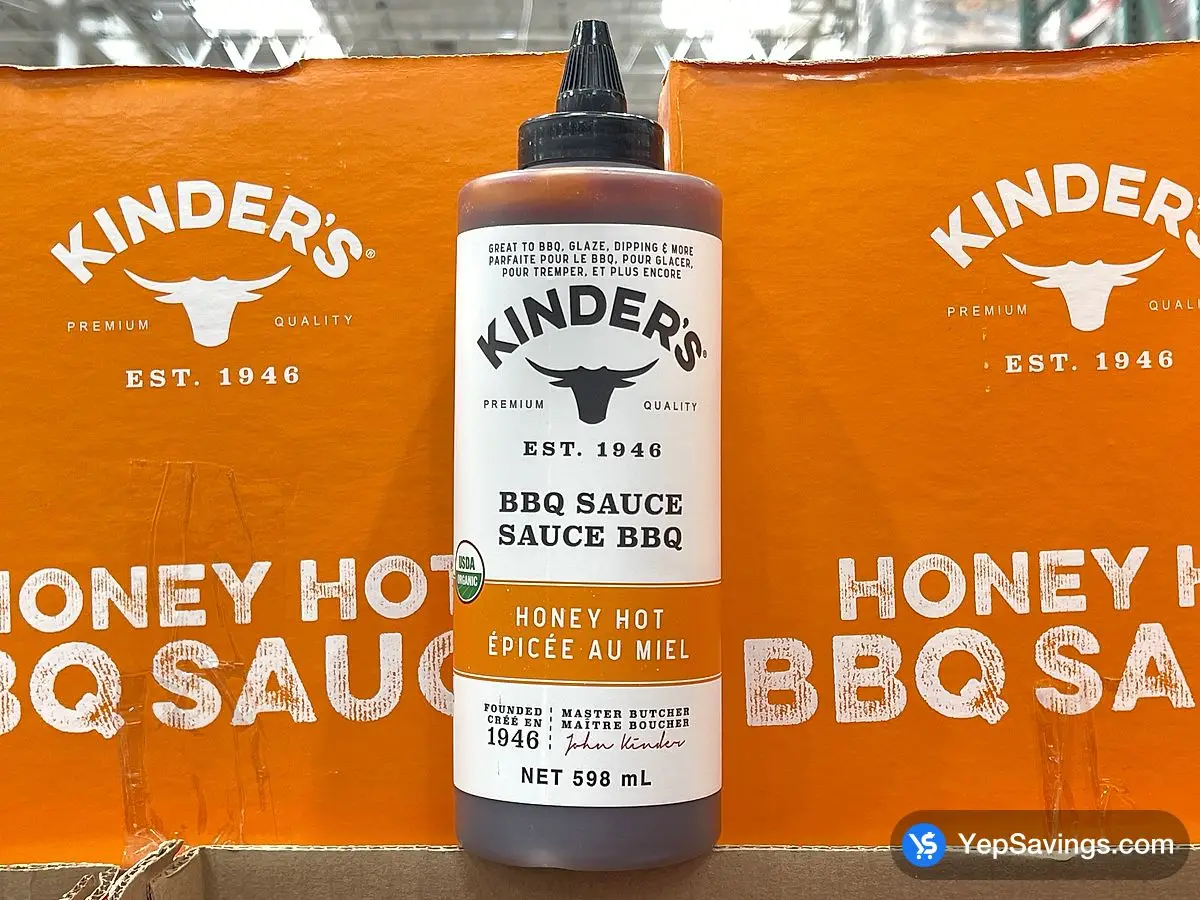 KINDER'S
PREMIUM QUALITY
EST. 1946
HONEY HOT
BBQ SAUC
GREAT TO BBQ, GLAZE, DIPPING & MORE
PARFAITE POUR LE BBQ, POUR GLACER,
POUR TREMPER, ET PLUS ENCORE
KINDER'S
PREMIUM QUALITY
EST. 1946
BBQ SAUCE
SAUCE BBQ
USDA
ORGANIC
HONEY HOT
ÉPICÉE AU MIEL
FOUNDED
CRÉÉ EN
1946
MASTER BUTCHER
MAÎTRE BOUCHER
John Kinder
NET 598 mL
KINDER'S
PREMIUM QUAL
EST. 1946
HONEY H
BBQ SA
YepSavings.com